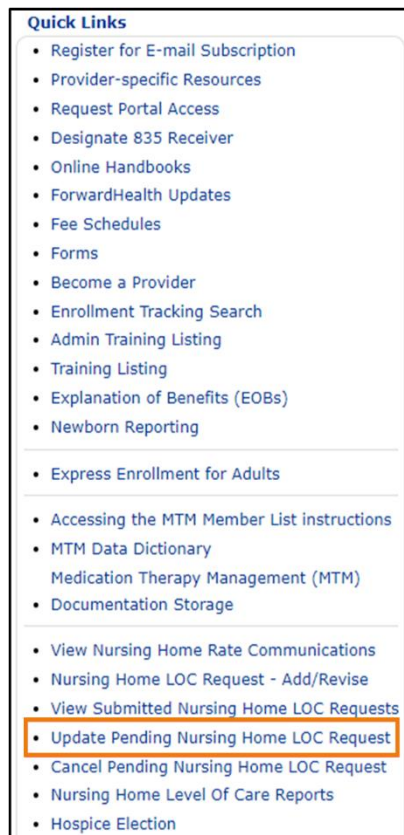 Quick Links
• Register for E-mail Subscription
• Provider-specific Resources
• Request Portal Access
• Designate 835 Receiver
• Online Handbooks
• ForwardHealth Updates
• Fee Schedules
• Forms
• Become a Provider
• Enrollment Tracking Search
• Admin Training Listing
• Training Listing
• Explanation of Benefits (EOBs)
• Newborn Reporting
• Express Enrollment for Adults
• Accessing the MTM Member List instructions
• MTM Data Dictionary
Medication Therapy Management (MTM)
• Documentation Storage
• View Nursing Home Rate Communications
• Nursing Home LOC Request - Add/Revise
• View Submitted Nursing Home LOC Requests
• Update Pending Nursing Home LOC Request
• Cancel Pending Nursing Home LOC Request
• Nursing Home Level Of Care Reports
• Hospice Election